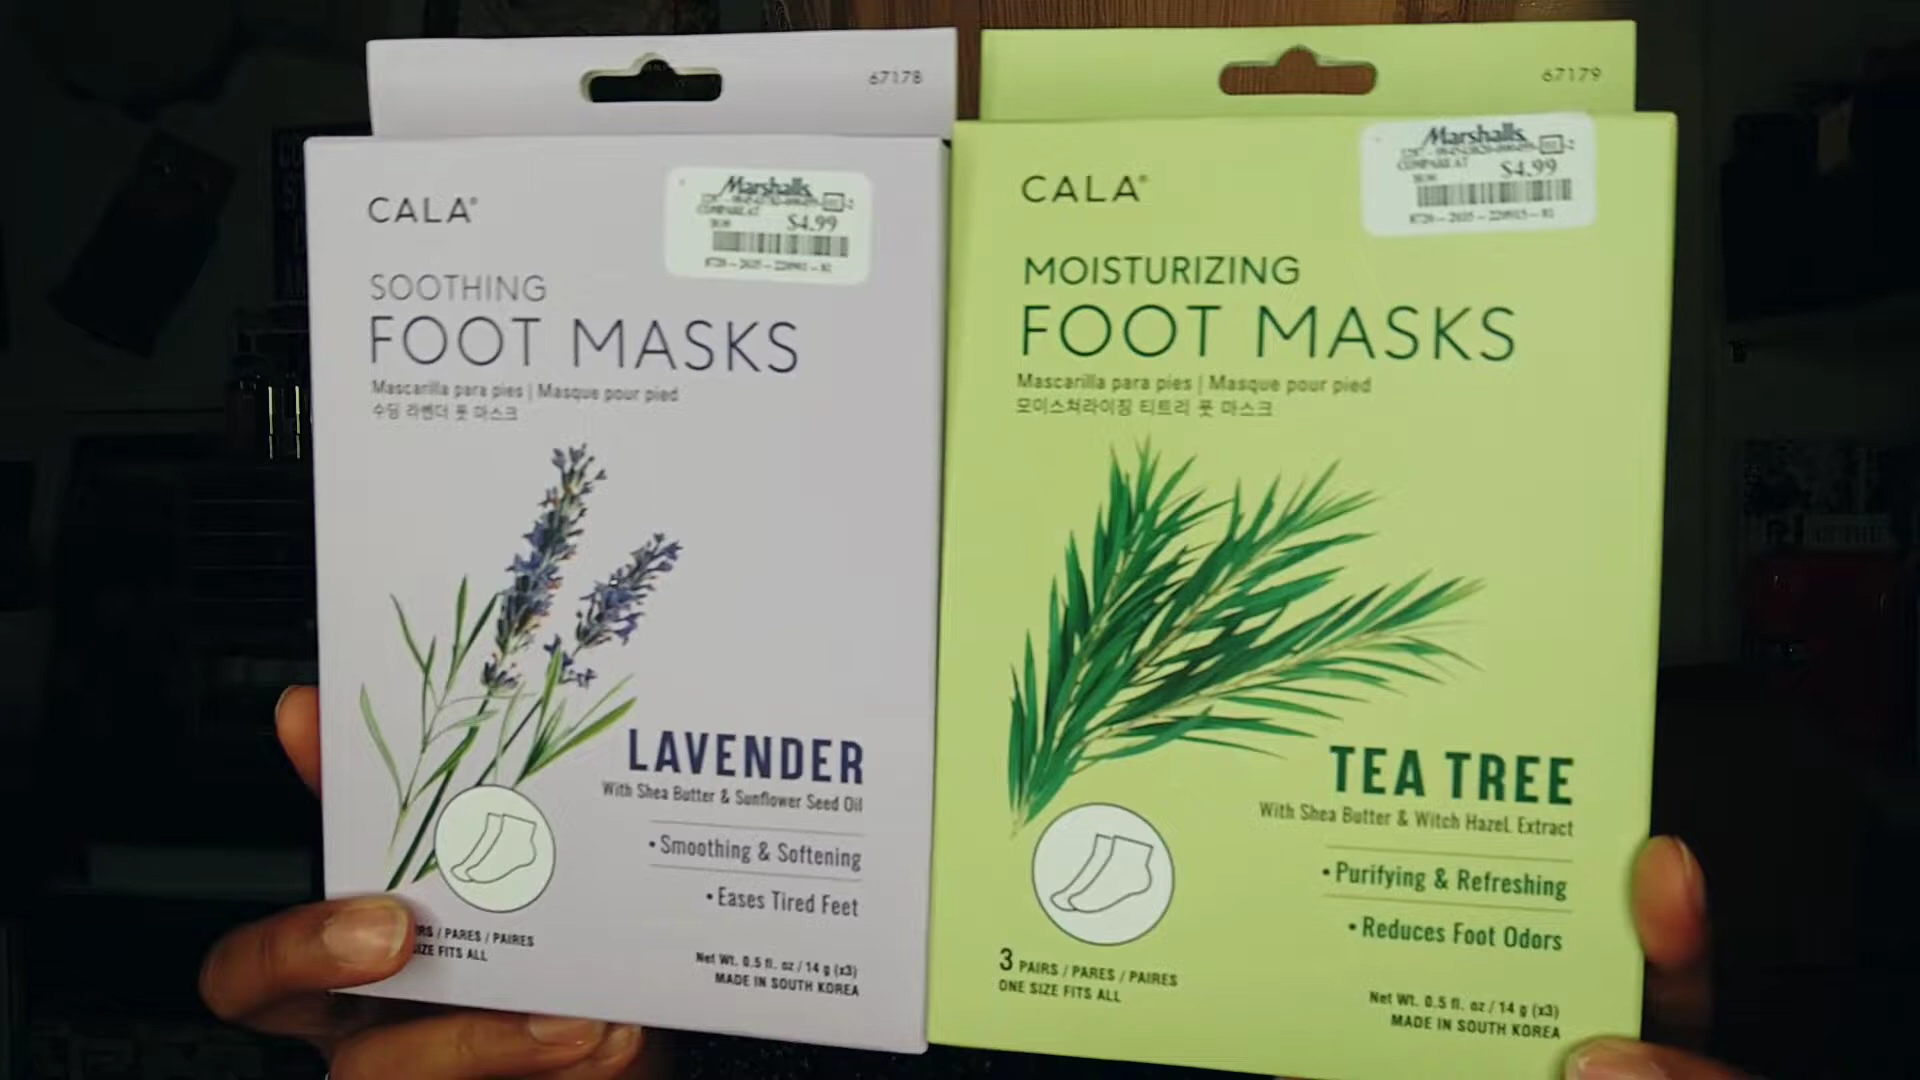 67178
CALA®
Marshalls
COMPARE AT
$4.99
SOOTHING
FOOT MASKS
Mascarilla para pies | Masque pour pied
수딩 라벤더 풋 마스크
LAVENDER
With Shea Butter & Sunflower Seed Oil
• Smoothing & Softening
• Eases Tired Feet
/ PARES / PAIRES
FITS ALL
Net Wt. 0.5 fl. oz / 14 g (x3)
MADE IN SOUTH KOREA
67179
CALA®
Marshalls
COMPARE AT
$4.99
MOISTURIZING
FOOT MASKS
Mascarilla para pies | Masque pour pied
모이스쳐라이징 티트리 풋 마스크
TEA TREE
With Shea Butter & Witch Hazel Extract
• Purifying & Refreshing
• Reduces Foot Odors
3 PAIRS / PARES / PAIRES
ONE SIZE FITS ALL
Net Wt. 0.5 fl. oz / 14 g (x3)
MADE IN SOUTH KOREA